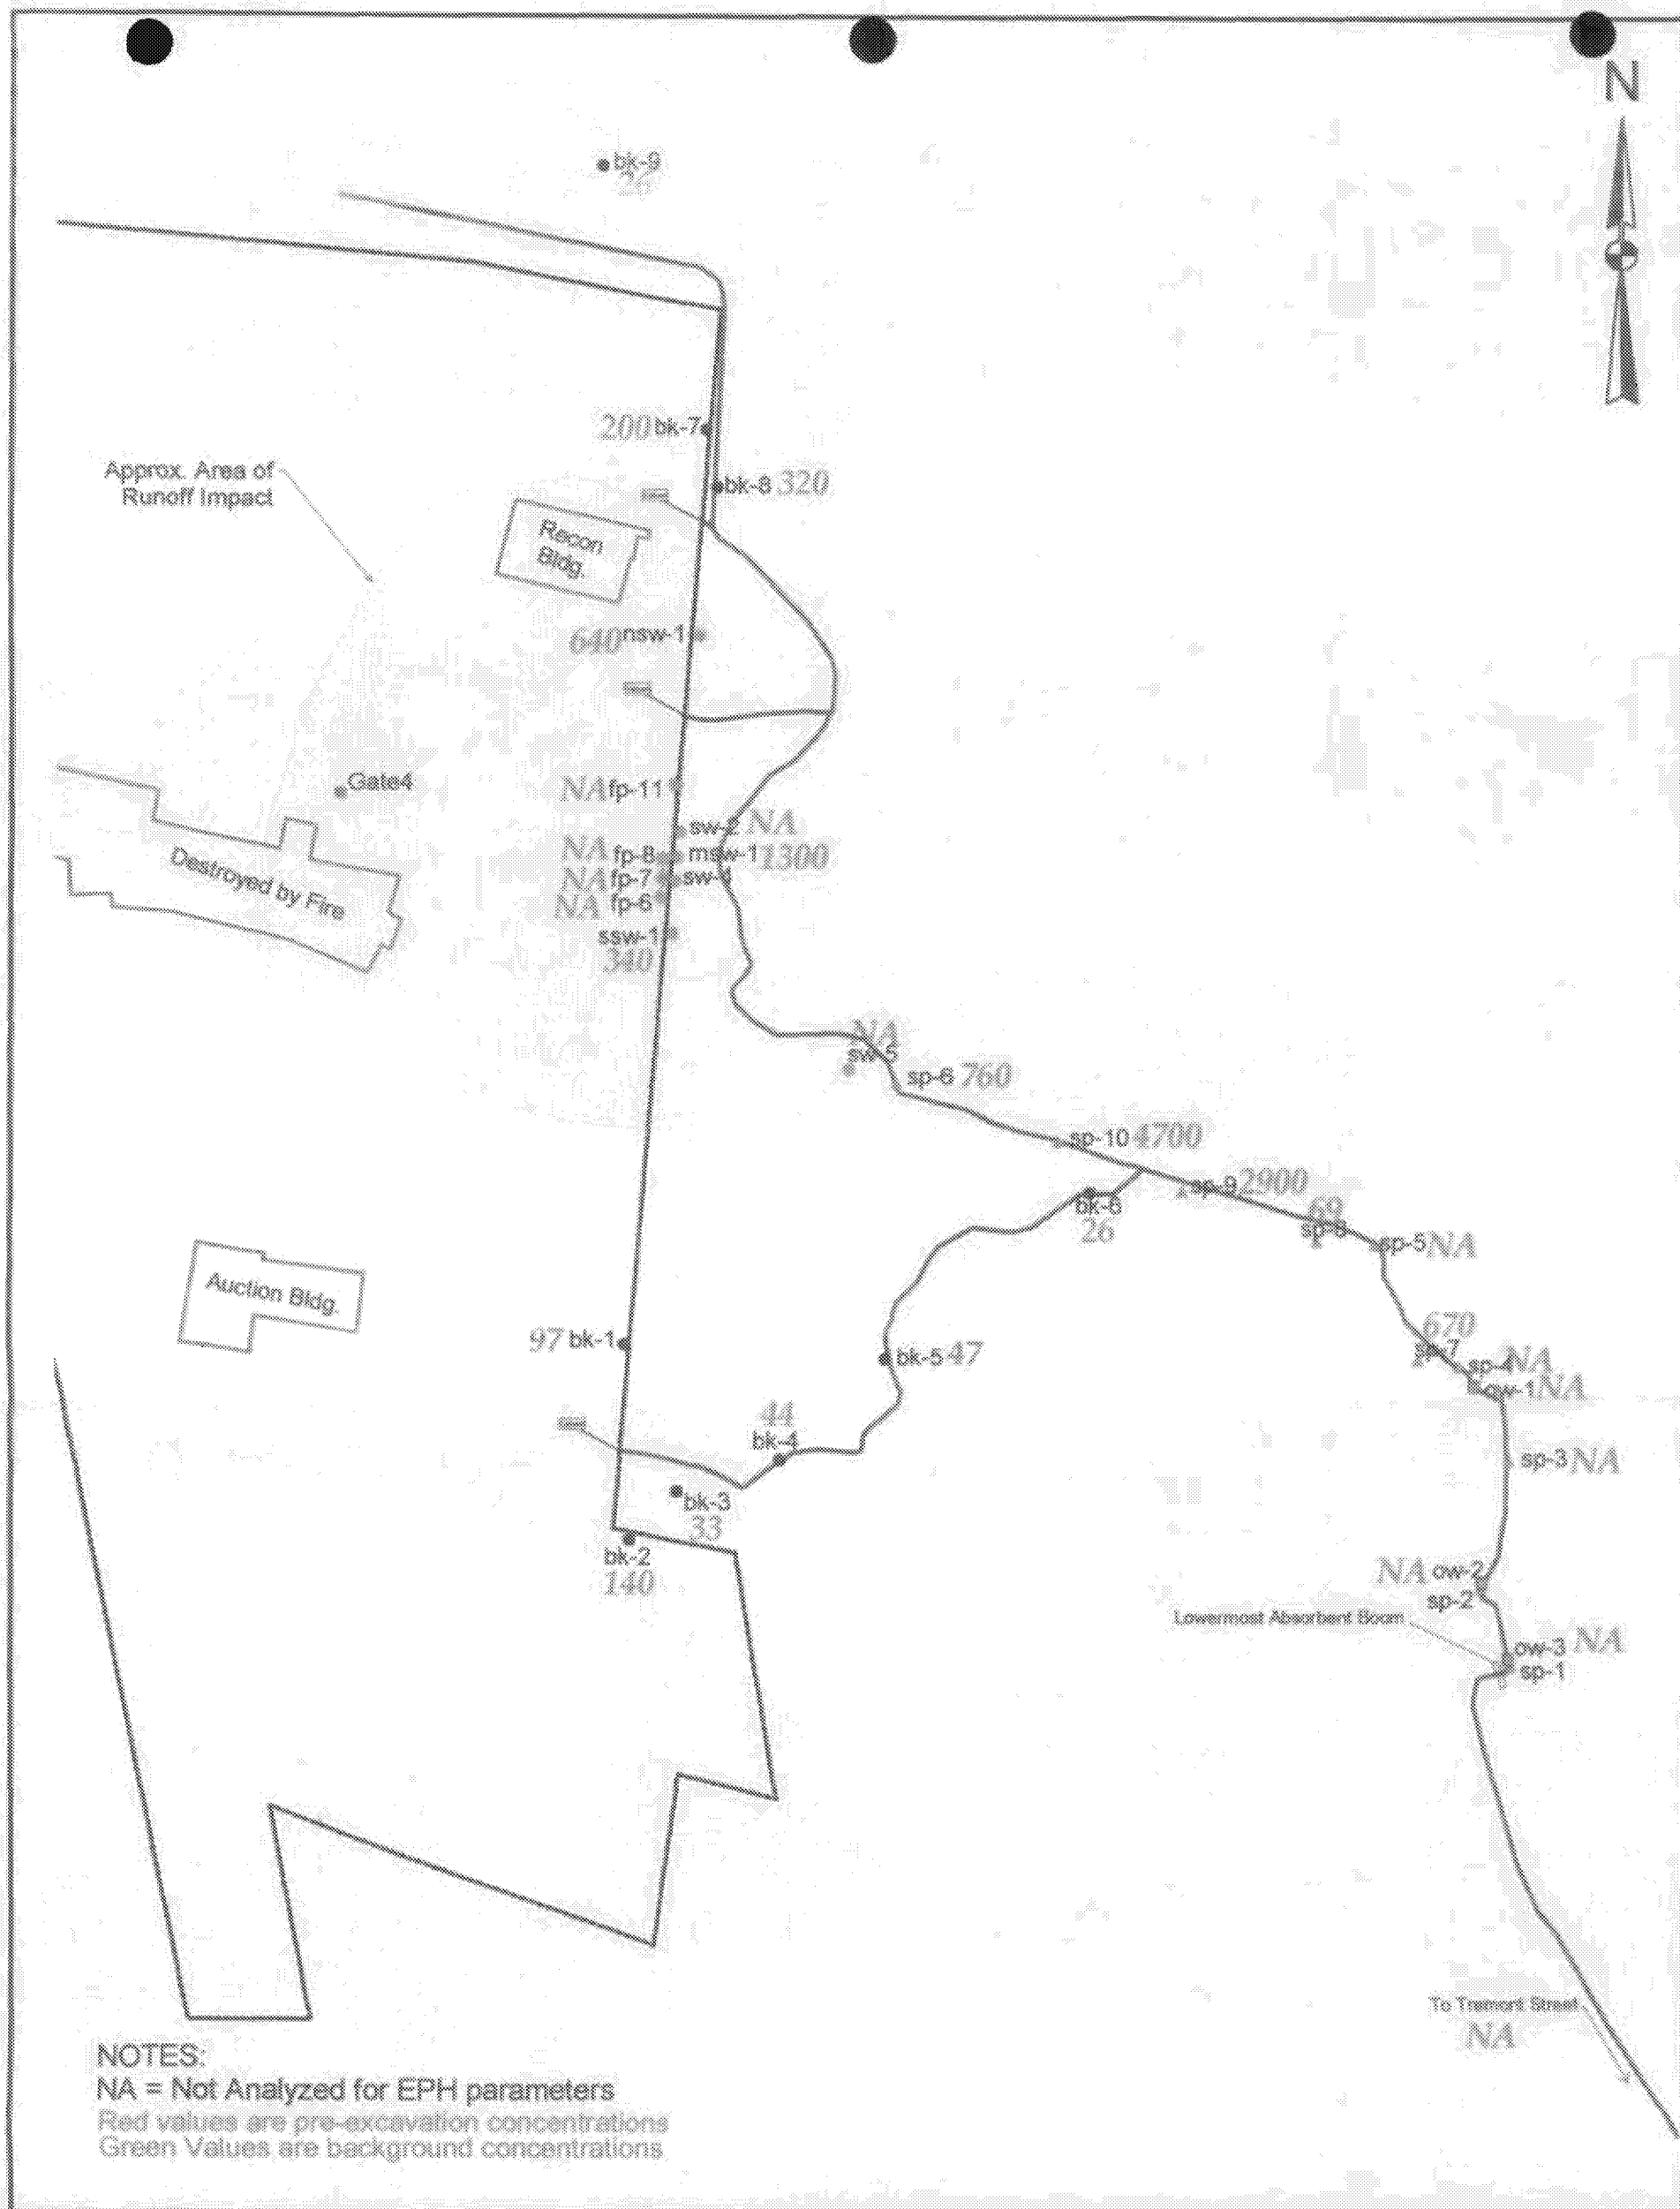 N
bk-9
26
200 bk-7
bk-8 320
Approx. Area of
Runoff Impact
Recon
Bldg.
640 nsw-1
Gate4
NA fp-11
sw-2 NA
NA fp-8 msw-1 1300
NA fp-7 sw-4
NA fp-6
ssw-1
340
Destroyed by Fire
NA
sw-5
sp-6 760
sp-10 4700
sp-9 2900
bk-6
26
69
sp-8
sp-5 NA
Auction Bldg.
97 bk-1
bk-5 47
670
sp-7
sp-4 NA
ow-1 NA
44
bk-4
sp-3 NA
bk-3
33
bk-2
140
NA ow-2
sp-2
Lowermost Absorbent Boom
ow-3 NA
sp-1
To Tremont Street
NA
NOTES:
NA = Not Analyzed for EPH parameters
Red values are pre-excavation concentrations
Green Values are background concentrations